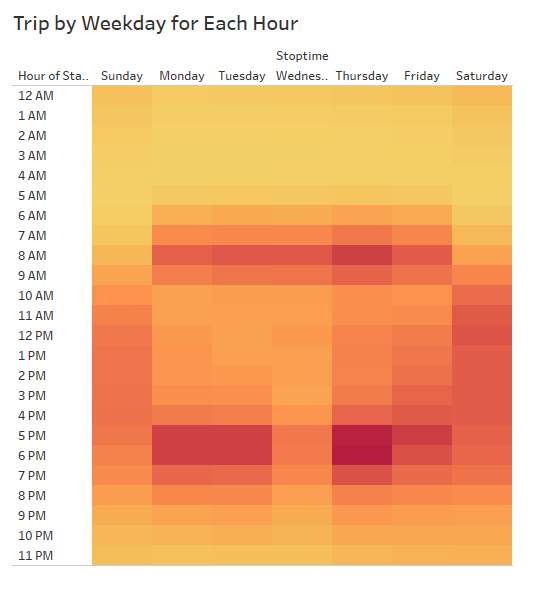 Trip by Weekday for Each Hour
Stoptime
Hour of Sta.. Sunday Monday Tuesday Wednes.. Thursday Friday Saturday
12 AM
1 AM
2 AM
3 AM
4 AM
5 AM
6 AM
7 AM
8 AM
9 AM
10 AM
11 AM
12 PM
1 PM
2 PM
3 PM
4 PM
5 PM
6 PM
7 PM
8 PM
9 PM
10 PM
11 PM